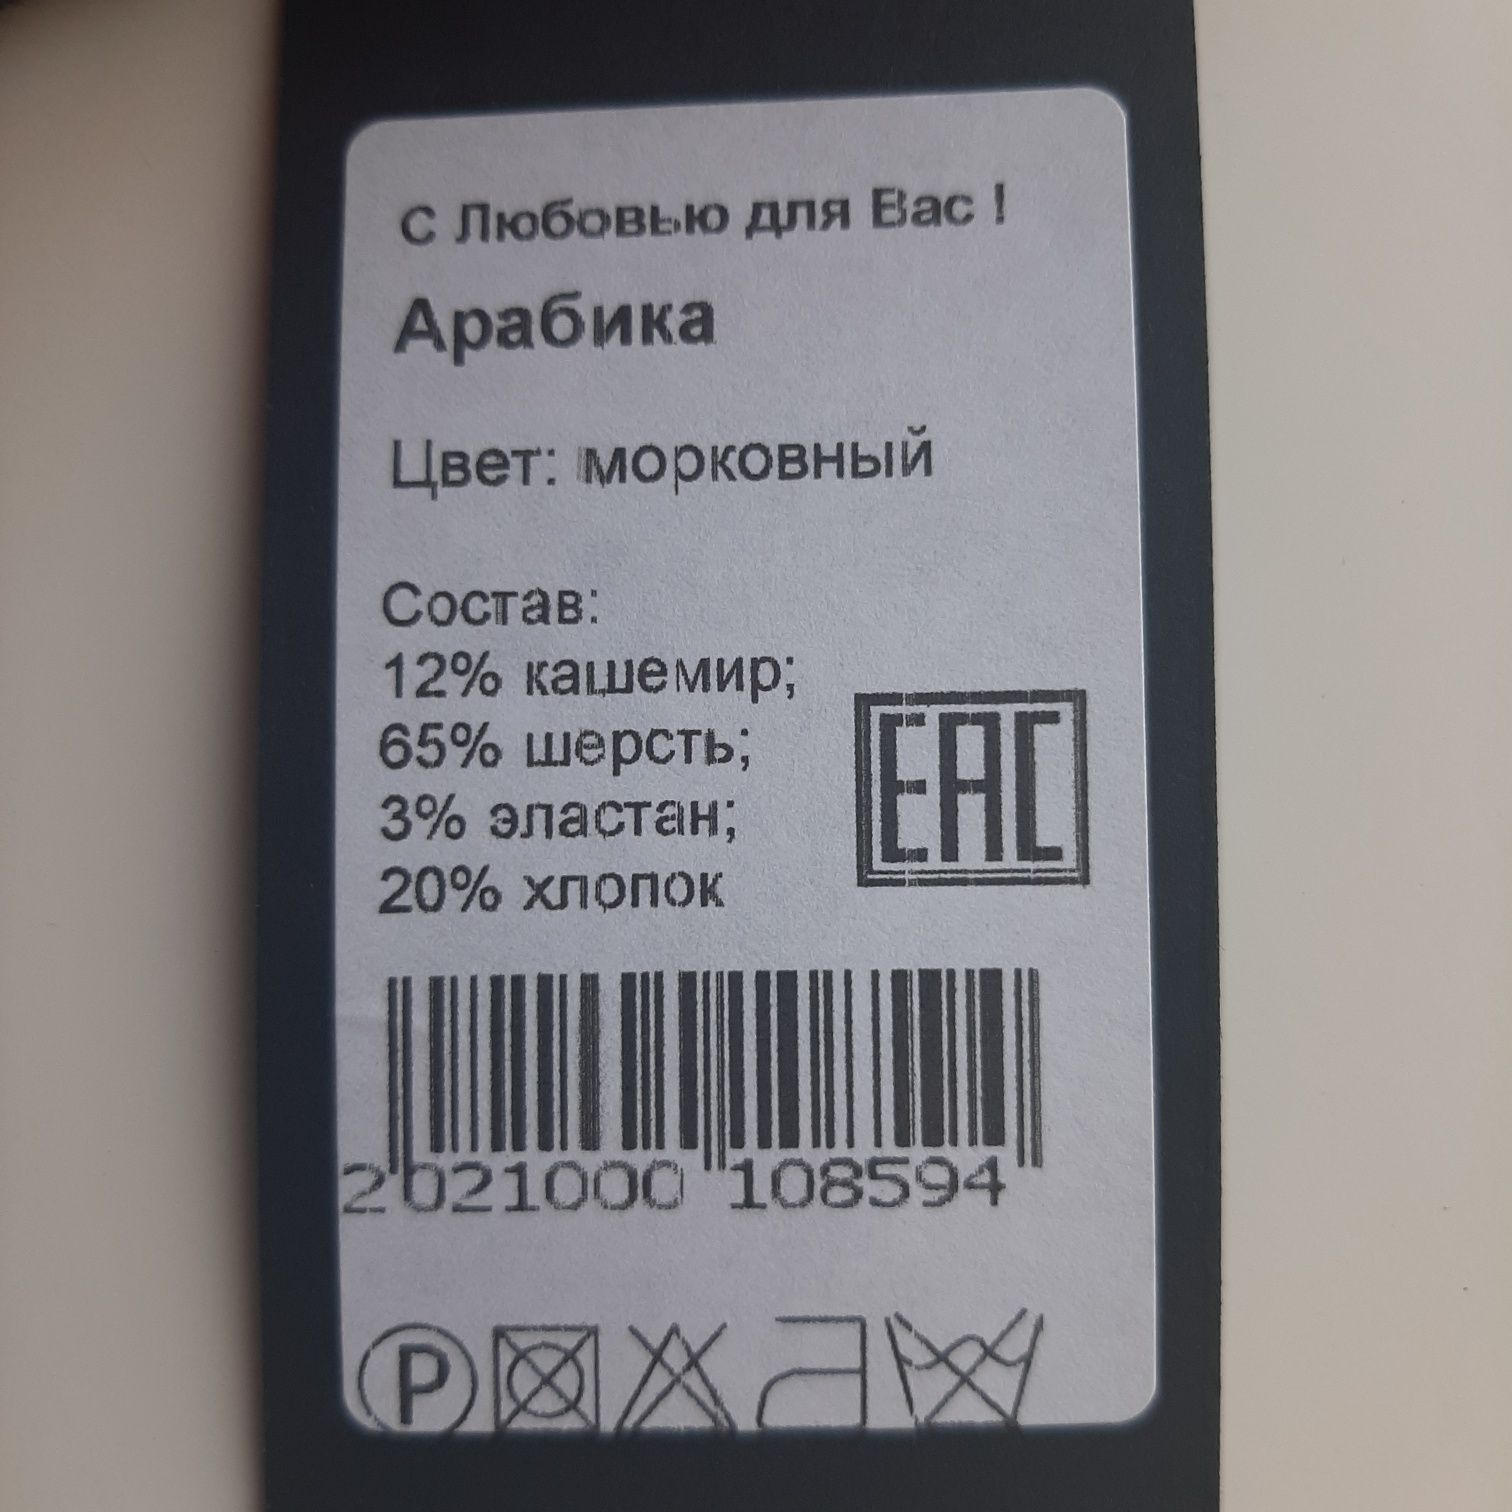 С Любовью для Вас !
Арабика
Цвет: морковный
Состав:
12% кашемир;
65% шерсть;
3% эластан;
20% хлопок
EAC
2021000 108594
P